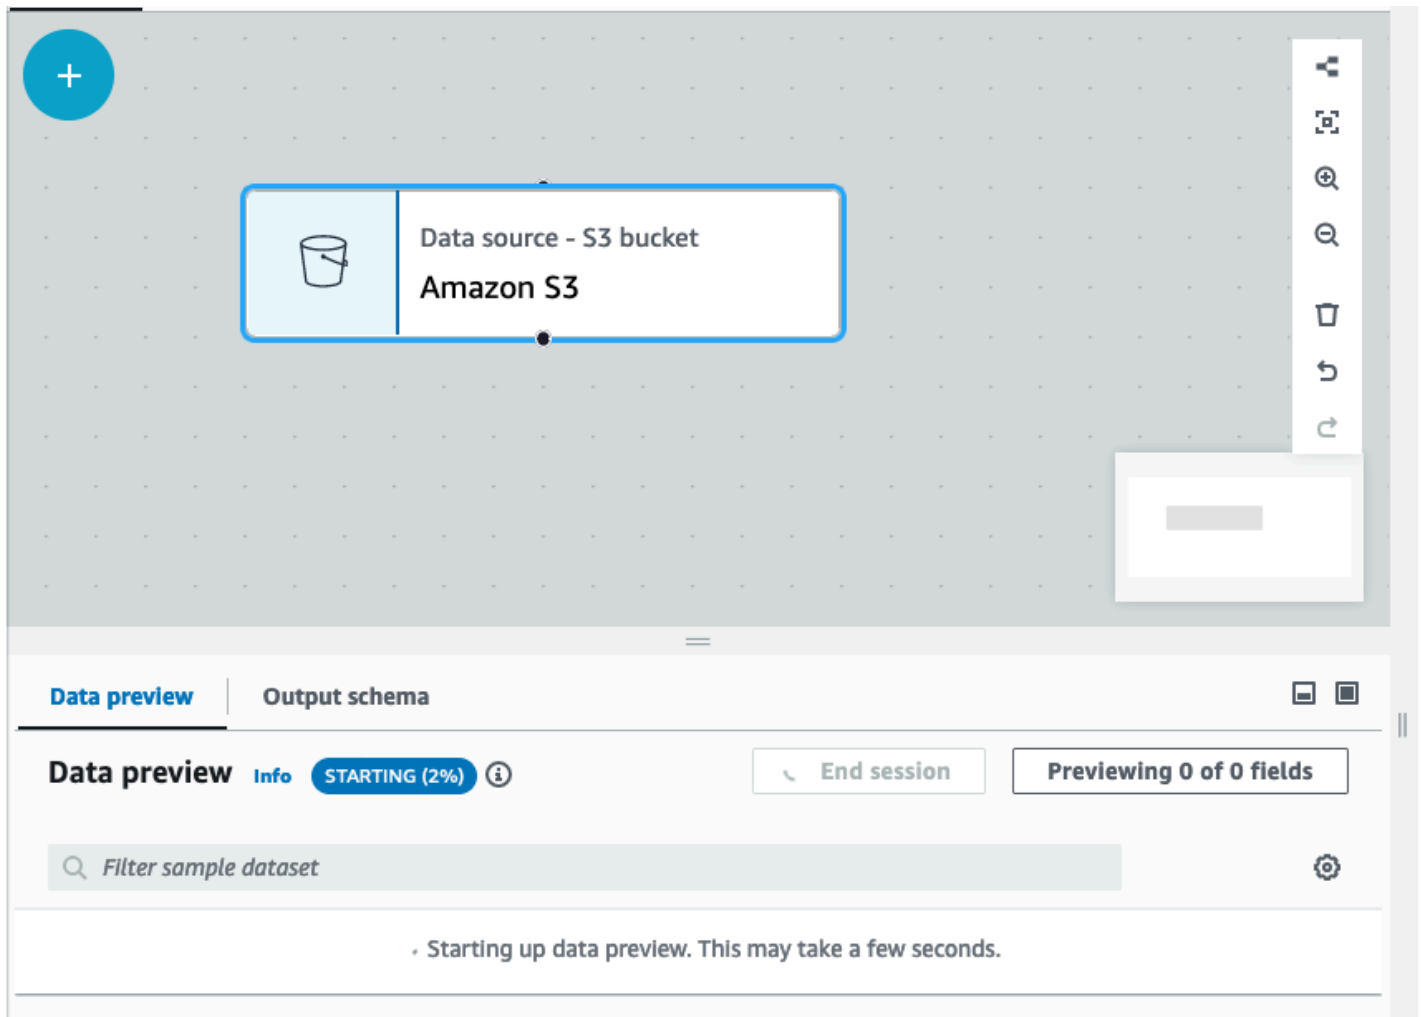 Data source - S3 bucket
Amazon S3
Data preview
Output schema
Data preview Info STARTING (2%) End session Previewing 0 of 0 fields
Filter sample dataset
Starting up data preview. This may take a few seconds.